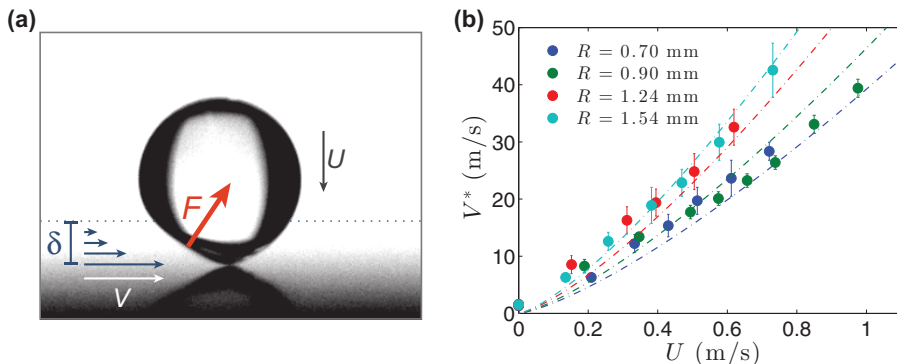 (a)
U
F
δ
V
(b)
V* (m/s)
50
40
30
20
10
0
R = 0.70 mm
R = 0.90 mm
R = 1.24 mm
R = 1.54 mm
0 0.2 0.4 0.6 0.8 1
U (m/s)